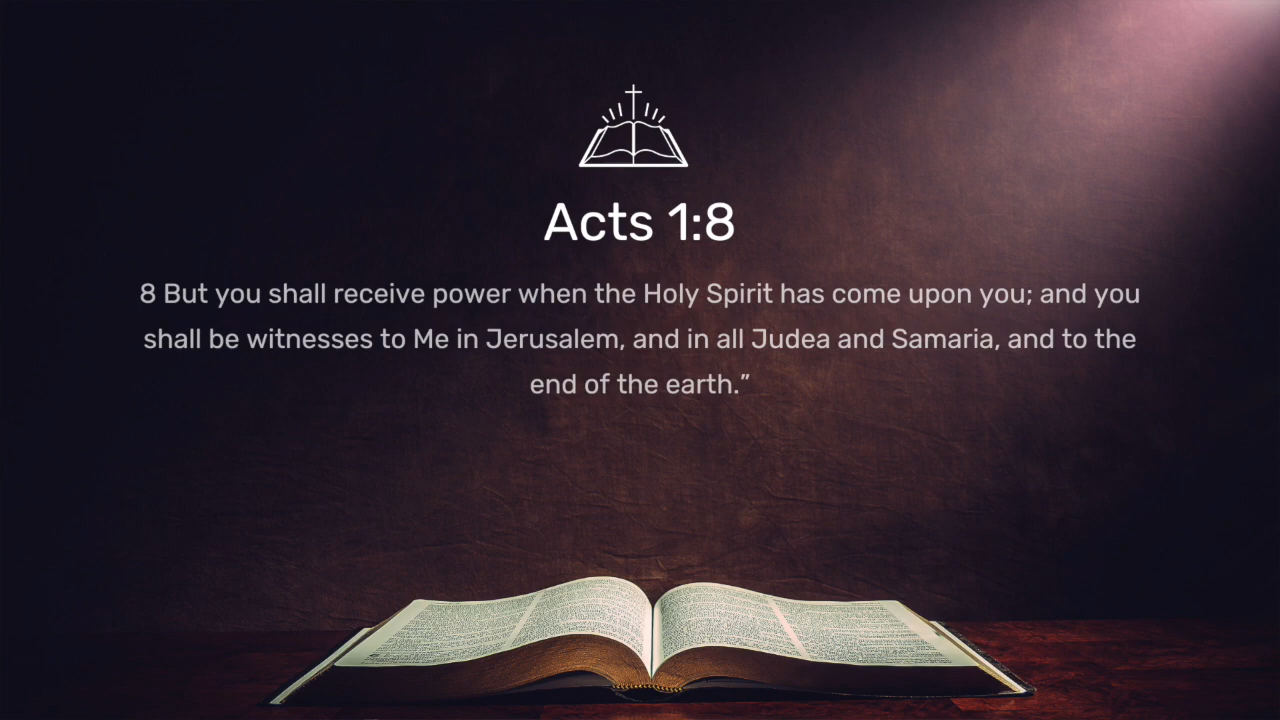 Acts 1:8
8 But you shall receive power when the Holy Spirit has come upon you; and you
shall be witnesses to Me in Jerusalem, and in all Judea and Samaria, and to the
end of the earth.”